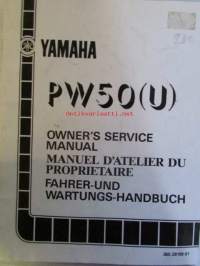 YAMAHA
PW50(U)
OWNER'S SERVICE
MANUAL
MANUEL D'ATELIER DU
PROPRIETAIRE
FAHRER-UND
WARTUNGS-HANDBUCH